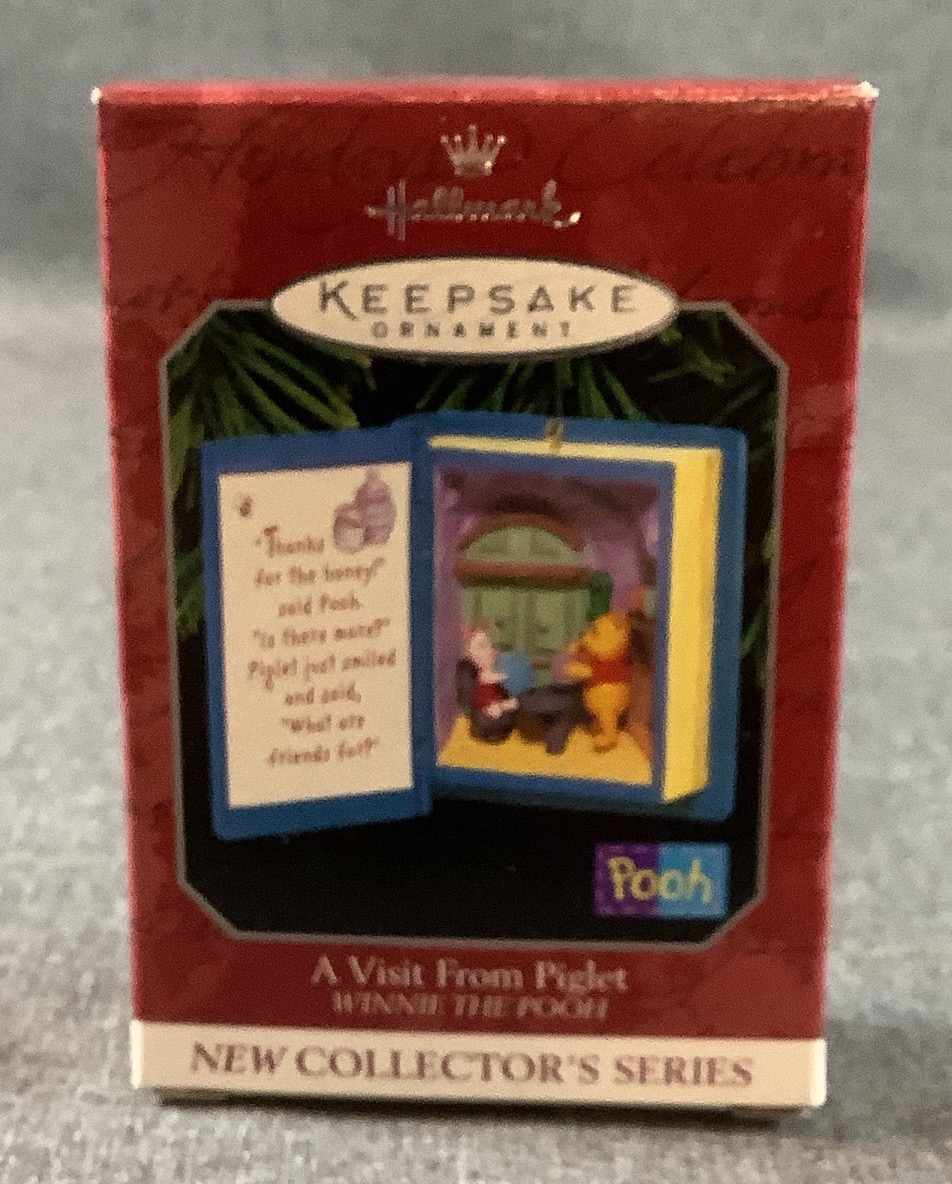 Hallmark
KEEPSAKE
ORNAMENT
"Thanks
for the honey!"
said Pooh.
"Is there more?"
Piglet just smiled
and said,
"What are
friends for?"
Pooh
A Visit From Piglet
WINNIE THE POOH
NEW COLLECTOR'S SERIES